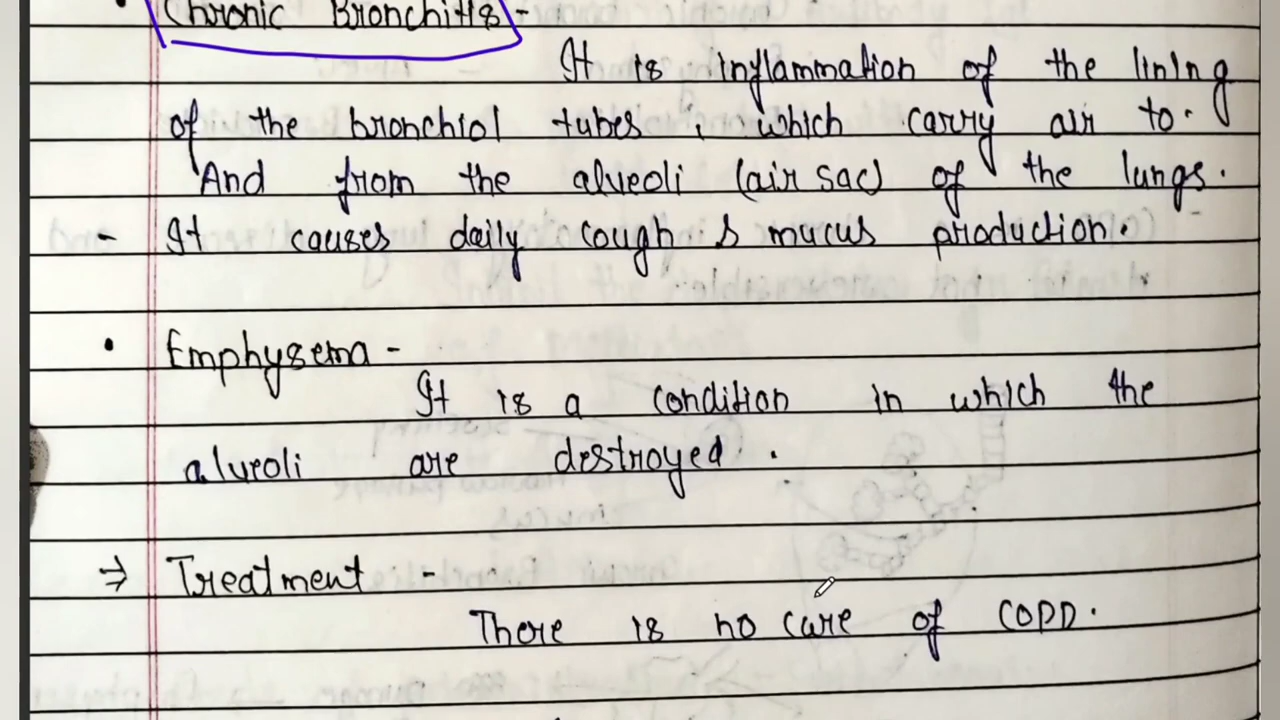 • Chronic Bronchitis -
It is inflammation of the lining
of the bronchiol tubes, which carry air to.
And from the alveoli (air sac) of the lungs.
It causes daily cough & mucus production.
• Emphysema -
It is a condition in which the
alveoli are destroyed.
⇒ Treatment -
There is no care of COPD.